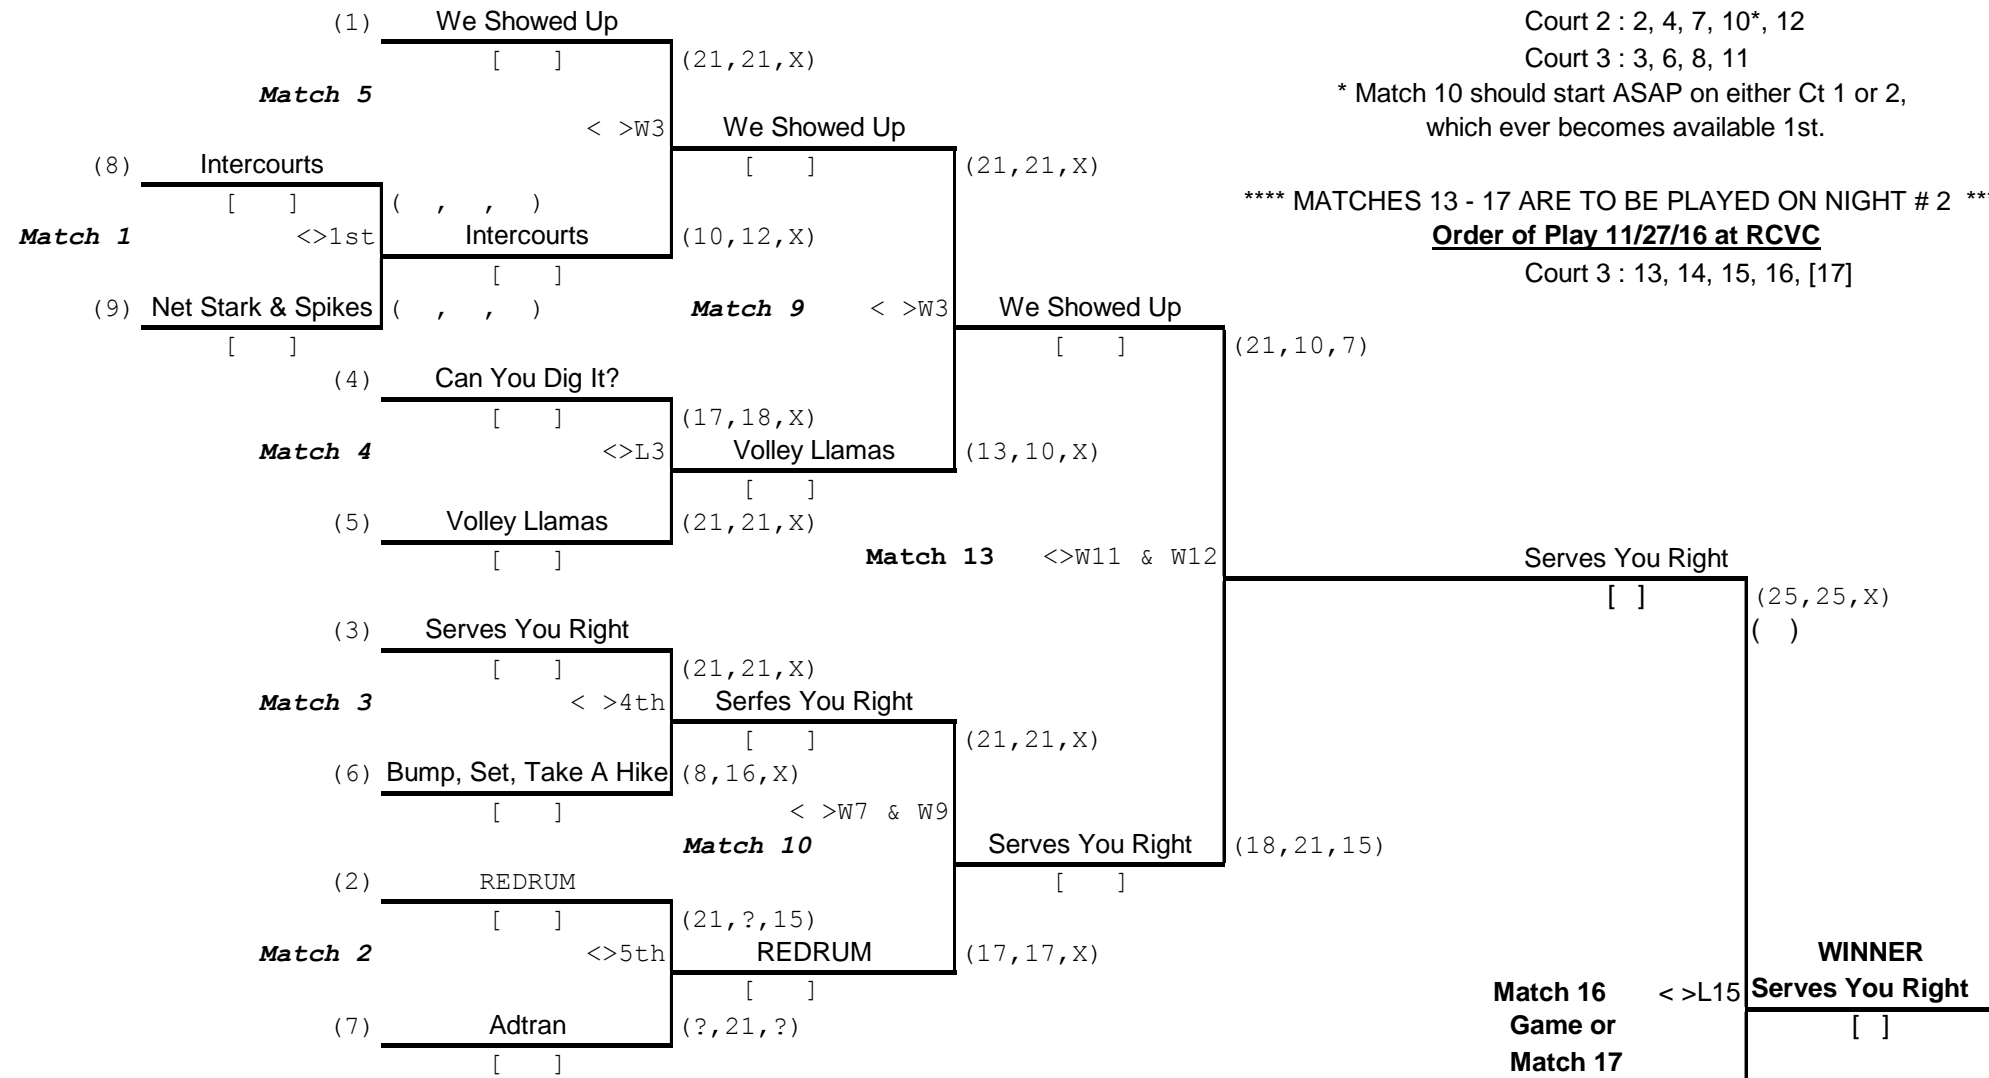 (1) We Showed Up Court 2 : 2, 4, 7, 10*, 12
[ ] (21,21,X) Court 3 : 3, 6, 8, 11
Match 5 * Match 10 should start ASAP on either Ct 1 or 2,
< >W3 We Showed Up which ever becomes available 1st.
(8) Intercourts [ ] (21,21,X)
[ ] ( , , ) **** MATCHES 13 - 17 ARE TO BE PLAYED ON NIGHT # 2 **
Match 1 <>1st Intercourts (10,12,X) Order of Play 11/27/16 at RCVC
[ ] Court 3 : 13, 14, 15, 16, [17]
(9) Net Stark & Spikes ( , , ) Match 9 < >W3 We Showed Up
[ ] [ ] (21,10,7)
(4) Can You Dig It?
[ ] (17,18,X)
Match 4 <>L3 Volley Llamas (13,10,X)
[ ]
(5) Volley Llamas (21,21,X)
[ ] Match 13 <>W11 & W12 Serves You Right
[ ] (25,25,X)
(3) Serves You Right ( )
[ ] (21,21,X)
Match 3 < >4th Serfes You Right
[ ] (21,21,X)
(6) Bump, Set, Take A Hike (8,16,X)
[ ] < >W7 & W9
Match 10 Serves You Right (18,21,15)
(2) REDRUM [ ]
[ ] (21,?,15)
Match 2 <>5th REDRUM (17,17,X) WINNER
[ ] Match 16 < >L15 Serves You Right
(7) Adtran (?,21,?) Game or [ ]
[ ] Match 17